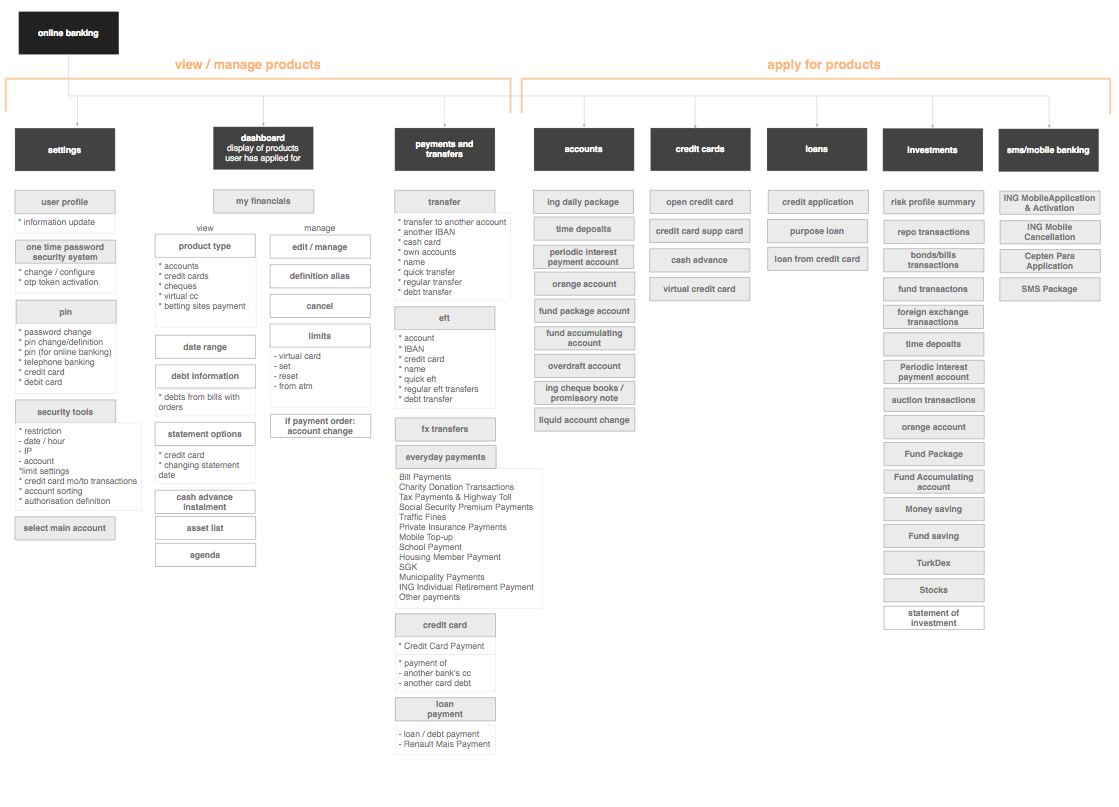 online banking
view / manage products
apply for products
settings
dashboard
display of products
user has applied for
payments and
transfers
accounts
credit cards
loans
investments
sms/mobile banking
user profile
* information update
one time password
security system
* change / configure
* otp token activation
pin
* password change
* pin change/definition
* pin (for online banking)
* telephone banking
* credit card
* debit card
security tools
* restriction
- date / hour
- IP
- account
*limit settings
* credit card mo/to transactions
* account sorting
* authorisation definition
select main account
my financials
view
product type
* accounts
* credit cards
* cheques
* virtual cc
* betting sites payment
date range
debt information
* debts from bills with
orders
statement options
* credit card
* changing statement
date
cash advance
instalment
asset list
agenda
manage
edit / manage
definition alias
cancel
limits
- virtual card
- set
- reset
- from atm
if payment order:
account change
transfer
* transfer to another account
* another IBAN
* cash card
* own accounts
* name
* quick transfer
* regular transfer
* debt transfer
eft
* account
* IBAN
* credit card
* name
* quick eft
* regular eft transfers
* debt transfer
fx transfers
everyday payments
Bill Payments
Charity Donation Transactions
Tax Payments & Highway Toll
Social Security Premium Payments
Traffic Fines
Private Insurance Payments
Mobile Top-up
School Payment
Housing Member Payment
SGK
Municipality Payments
ING Individual Retirement Payment
Other payments
credit card
* Credit Card Payment
* payment of
- another bank's cc
- another card debt
loan
payment
- loan / debt payment
- Renault Mais Payment
ing daily package
time deposits
periodic interest
payment account
orange account
fund package account
fund accumulating
account
overdraft account
ing cheque books /
promissory note
liquid account change
open credit card
credit card supp card
cash advance
virtual credit card
credit application
purpose loan
loan from credit card
risk profile summary
repo transactions
bonds/bills
transactions
fund transactons
foreign exchange
transactions
time deposits
Periodic interest
payment account
auction transactions
orange account
Fund Package
Fund Accumulating
account
Money saving
Fund saving
TurkDex
Stocks
statement of
investment
ING MobileApplication
& Activation
ING Mobile
Cancellation
Cepten Para
Application
SMS Package